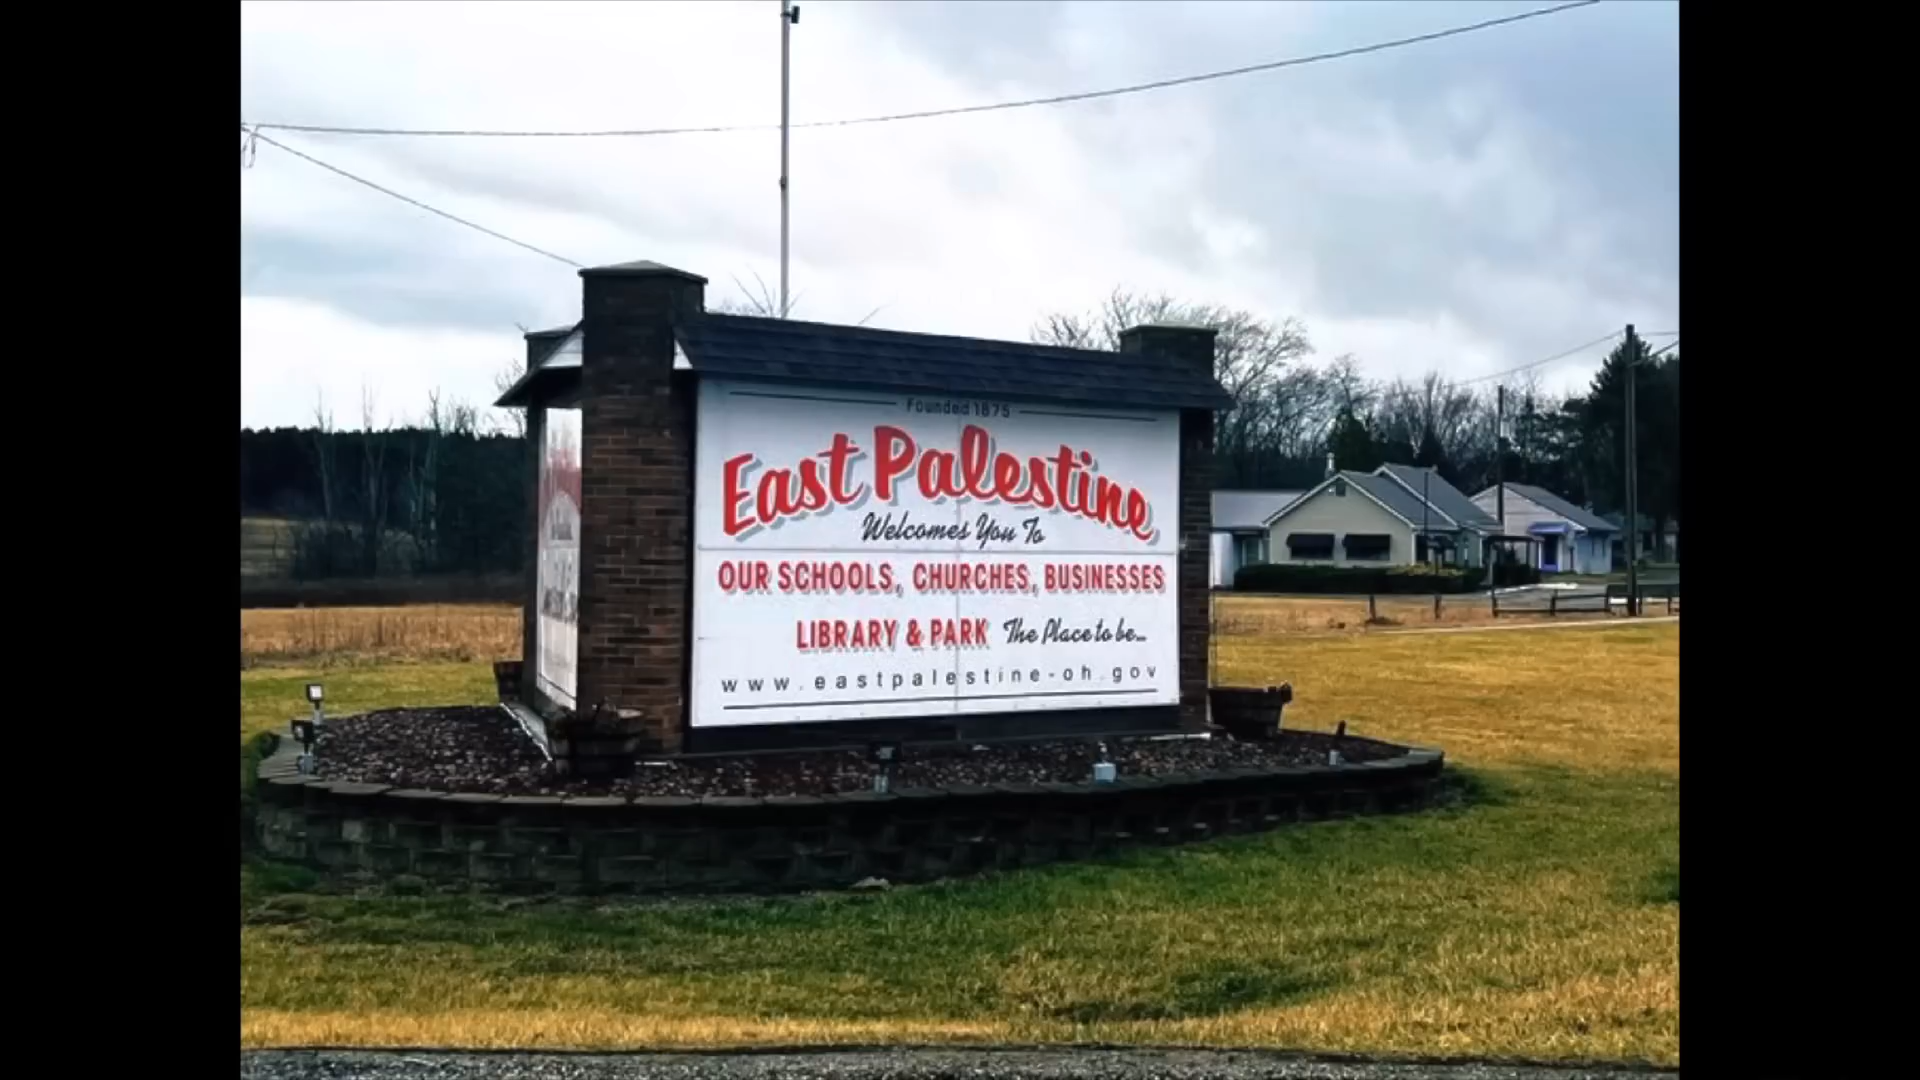 Founded 1875
East Palestine
Welcomes You To
OUR SCHOOLS, CHURCHES, BUSINESSES
LIBRARY & PARK The Place to be...
www.eastpalestine-oh.gov